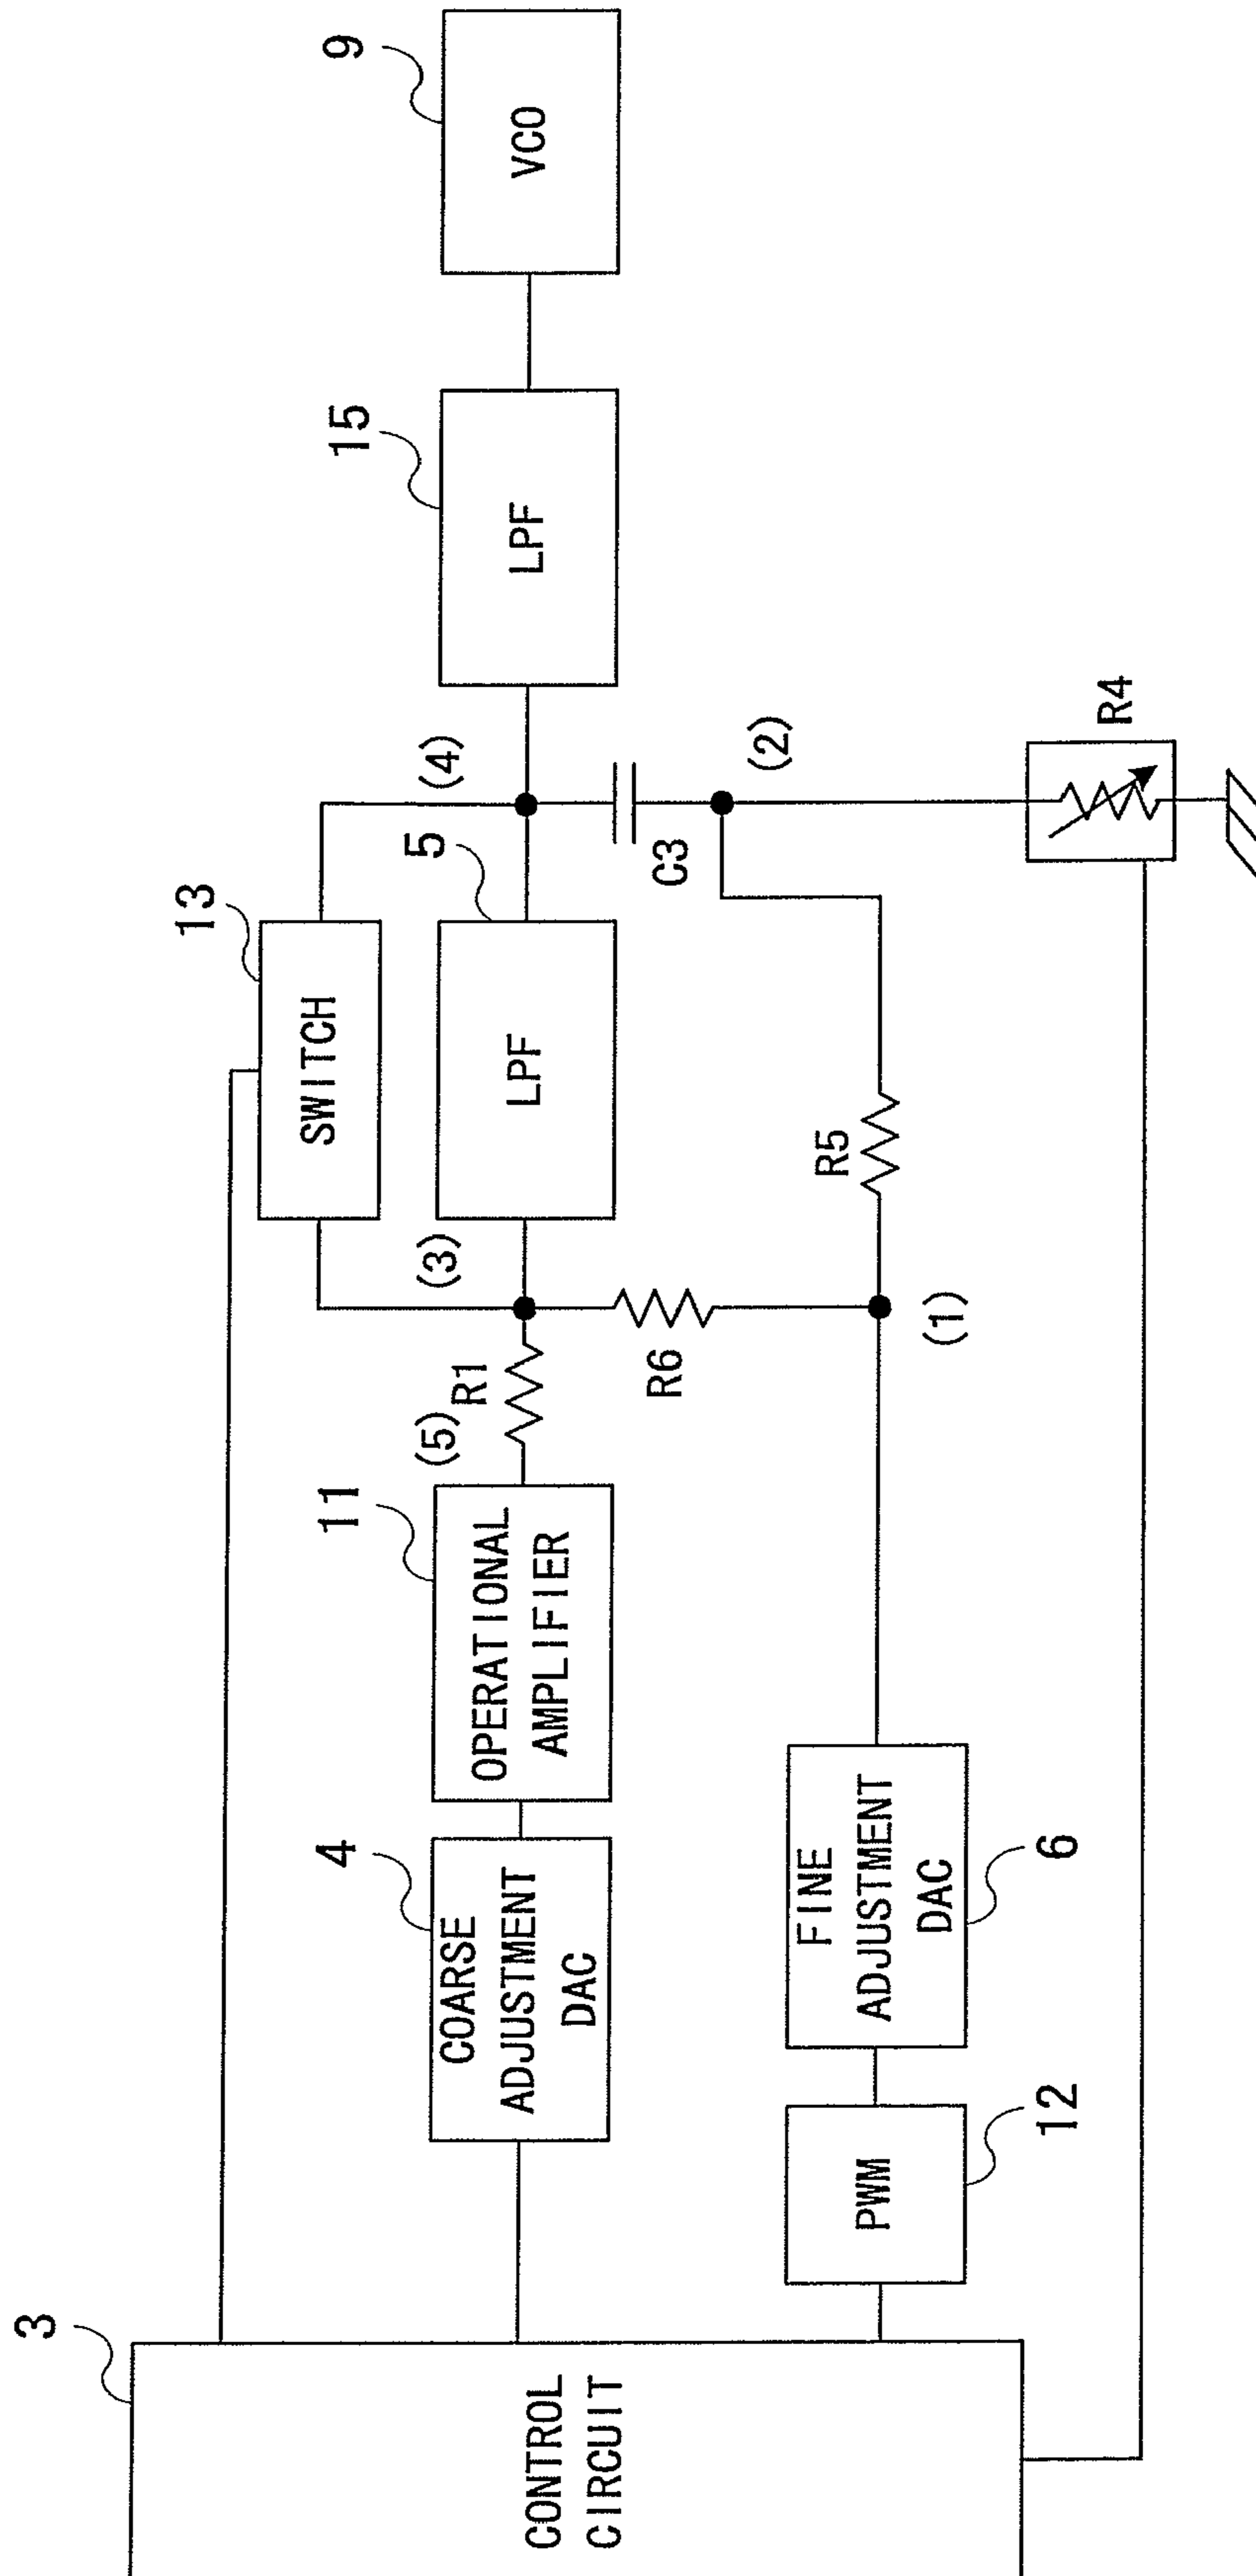 3
CONTROL
CIRCUIT
4
COARSE
ADJUSTMENT
DAC
11
OPERATIONAL
AMPLIFIER
(5)
R1
(3)
13
SWITCH
5
LPF
(4)
15
LPF
9
VCO
C3
(2)
R6
12
PWM
6
FINE
ADJUSTMENT
DAC
(1)
R5
R4